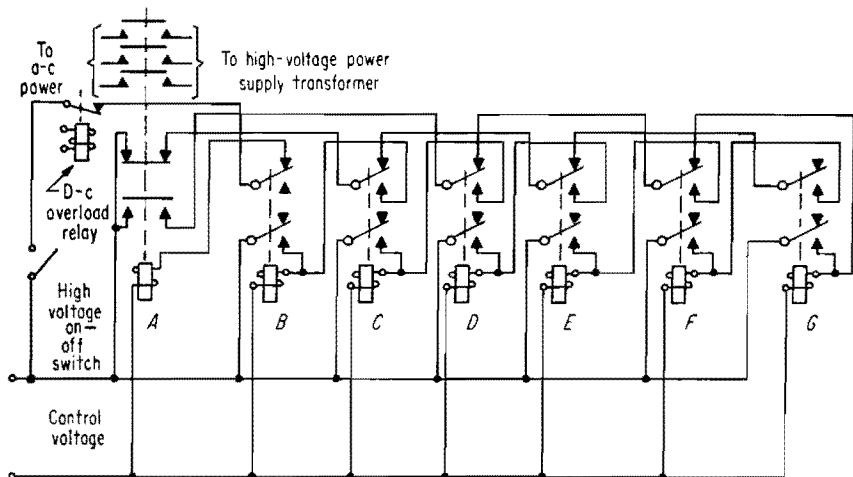 To
a-c
power
To high-voltage power
supply transformer
D-c
overload
relay
High
voltage
on-
off
switch
A
B
C
D
E
F
G
Control
voltage